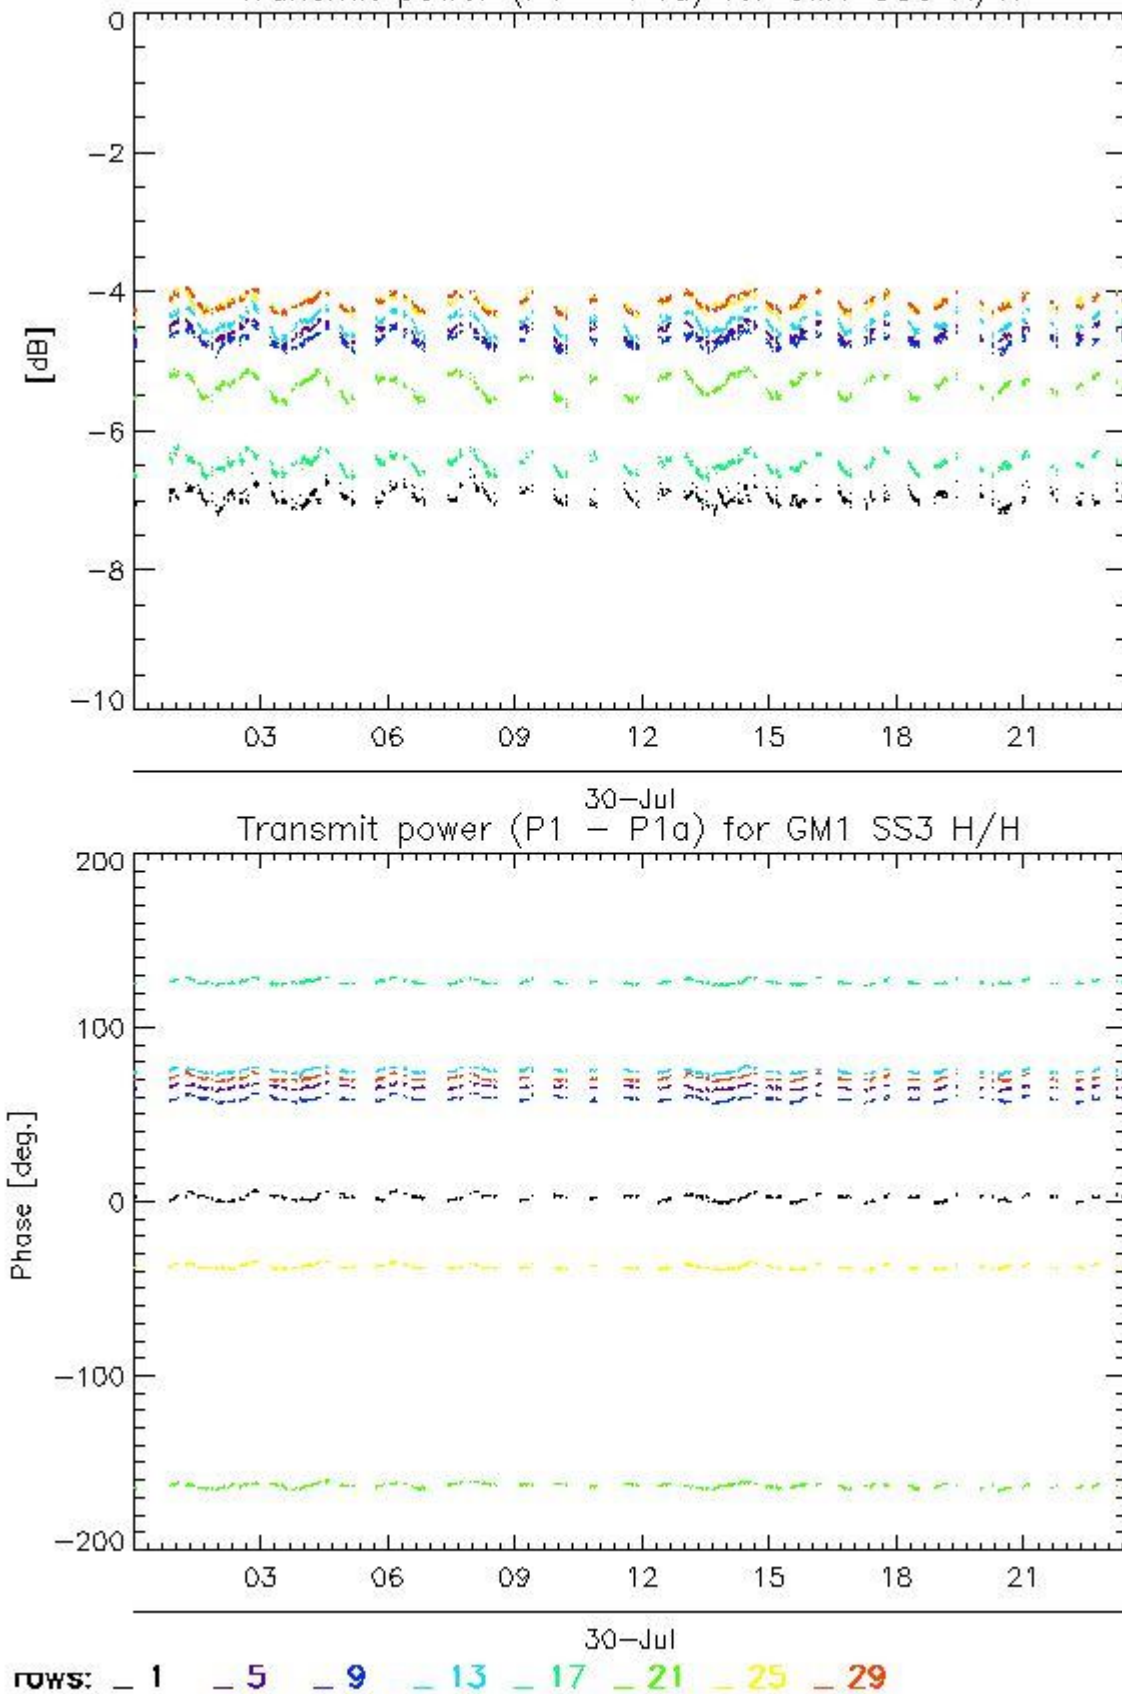 0
−2
−4
−6
−8
−10
[dB]
03 06 09 12 15 18 21
30−Jul
Transmit power (P1 − P1a) for GM1 SS3 H/H
200
100
0
−100
−200
Phase [deg.]
03 06 09 12 15 18 21
30−Jul
rows: _ 1 _ 5 _ 9 _ 13 _ 17 _ 21 _ 25 _ 29